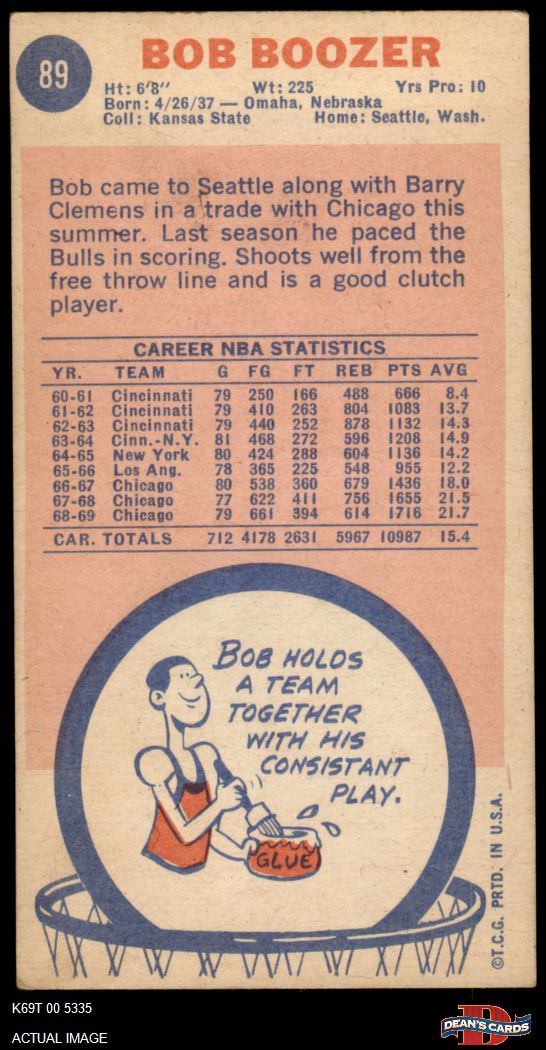 89
BOB BOOZER
Ht: 6'8" Wt: 225 Yrs Pro: 10
Born: 4/26/37 — Omaha, Nebraska
Coll: Kansas State Home: Seattle, Wash.
Bob came to Seattle along with Barry
Clemens in a trade with Chicago this
summer. Last season he paced the
Bulls in scoring. Shoots well from the
free throw line and is a good clutch
player.
CAREER NBA STATISTICS
YR. TEAM G FG FT REB PTS AVG
60-61 Cincinnati 79 250 166 488 666 8.4
61-62 Cincinnati 79 410 263 804 1083 13.7
62-63 Cincinnati 79 440 252 878 1132 14.3
63-64 Cinn.-N.Y. 81 468 272 596 1208 14.9
64-65 New York 80 424 288 604 1136 14.2
65-66 Los Ang. 78 365 225 548 955 12.2
66-67 Chicago 80 538 360 679 1436 18.0
67-68 Chicago 77 622 411 756 1655 21.5
68-69 Chicago 79 661 394 614 1716 21.7
CAR. TOTALS 712 4178 2631 5967 10987 15.4
BOB HOLDS
A TEAM
TOGETHER
WITH HIS
CONSISTANT
PLAY.
GLUE
©T.C.G. PRTD. IN U.S.A.
K69T 00 5335
ACTUAL IMAGE
D
DEAN'S CARDS